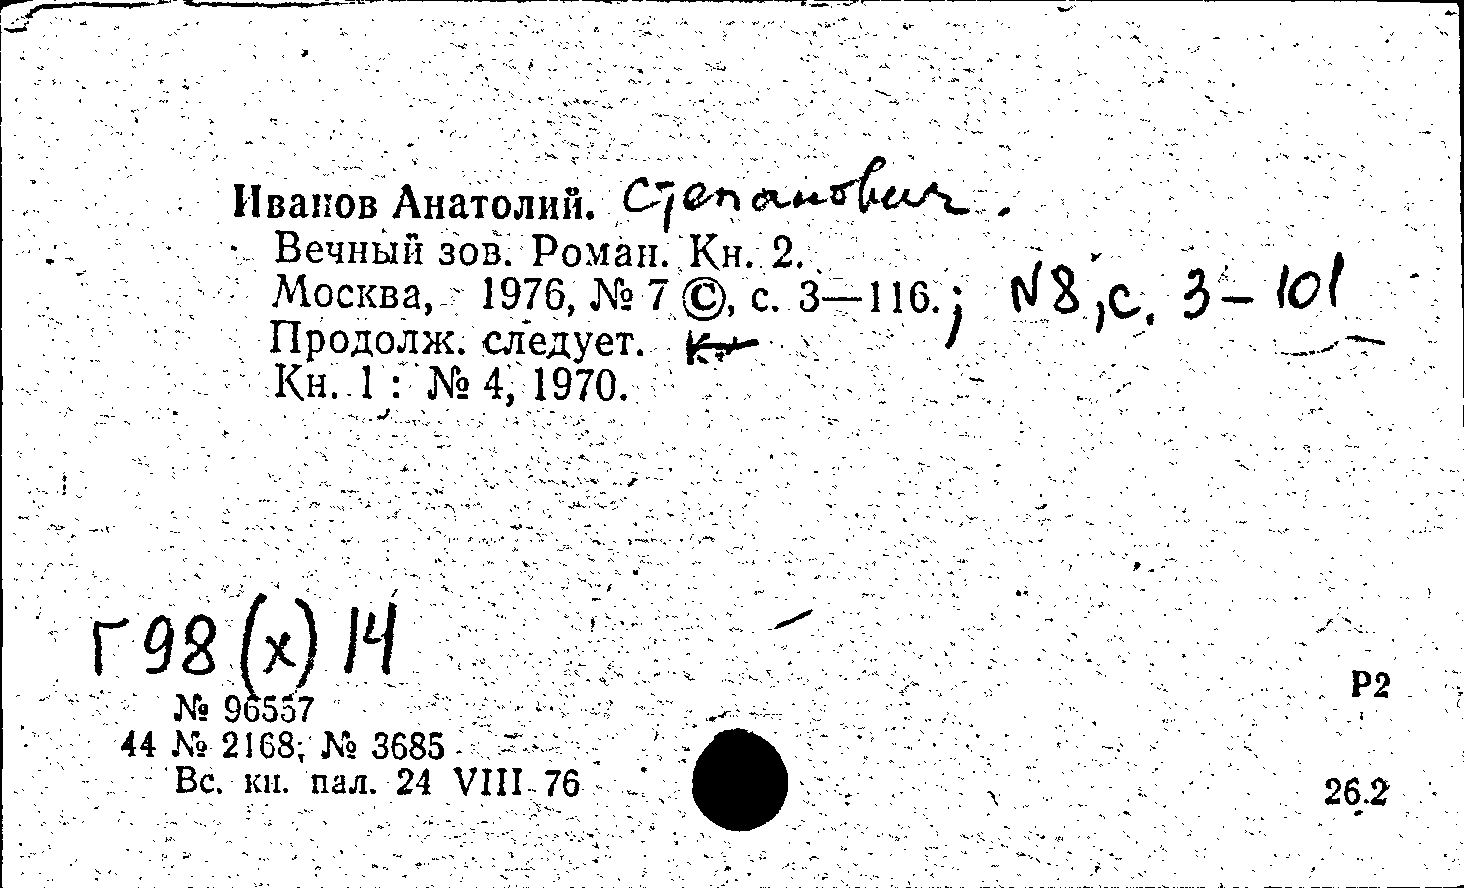 Иванов Анатолий. Степанович.
Вечный зов. Роман. Кн. 2.
Москва, 1976, № 7 ©, с. 3—116.; N8, с. 3 – 101
Продолж. следует.
Кн. 1 : № 4, 1970.
Г 98 (х) 14
№ 96557
44 № 2168; № 3685
Вс. кн. пал. 24 VIII 76
Р2
26.2